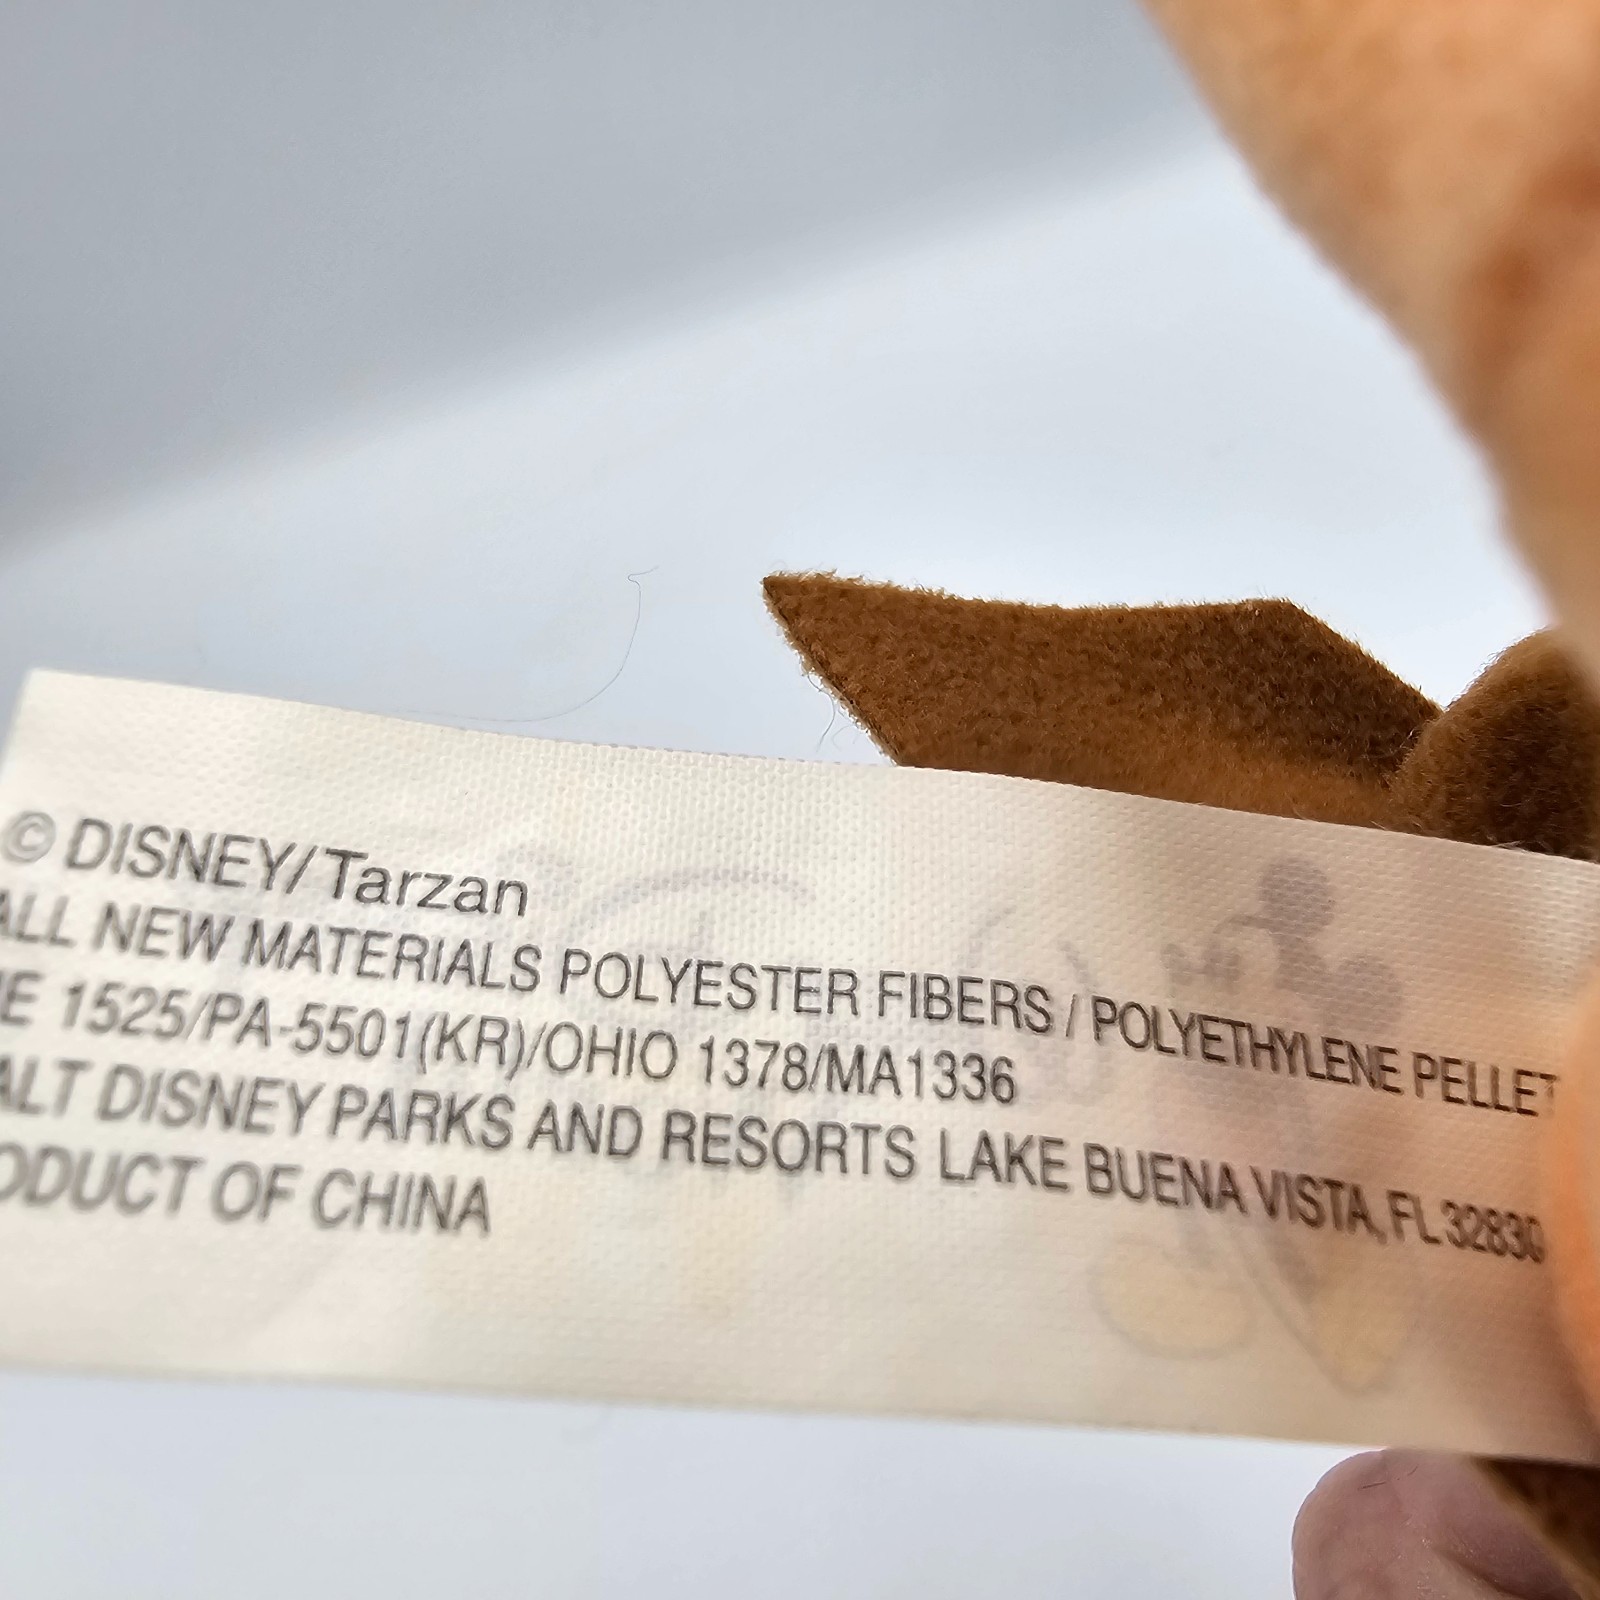 © DISNEY/Tarzan
ALL NEW MATERIALS POLYESTER FIBERS / POLYETHYLENE PELLET
E 1525/PA-5501(KR)/OHIO 1378/MA1336
ALT DISNEY PARKS AND RESORTS LAKE BUENA VISTA, FL 32830
ODUCT OF CHINA